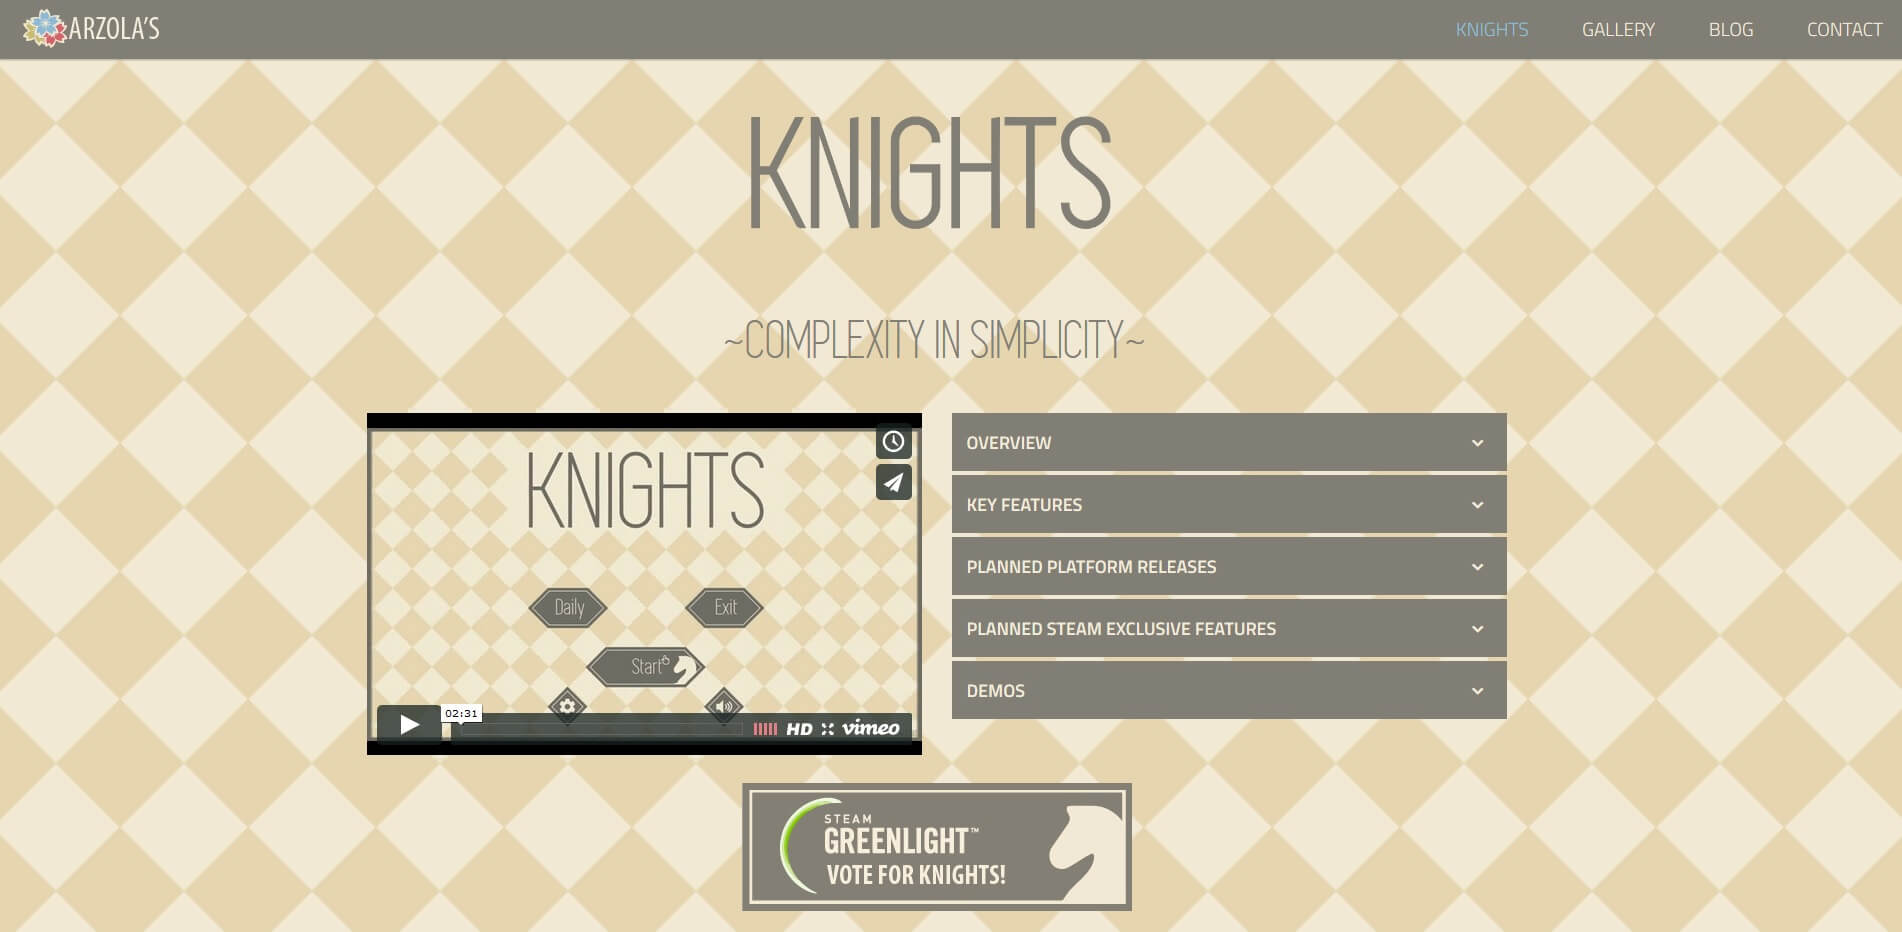 ARZOLA'S
KNIGHTS
GALLERY
BLOG
CONTACT
KNIGHTS
~COMPLEXITY IN SIMPLICITY~
KNIGHTS
Daily
Exit
Start
02:31
HD
vimeo
OVERVIEW
KEY FEATURES
PLANNED PLATFORM RELEASES
PLANNED STEAM EXCLUSIVE FEATURES
DEMOS
STEAM
GREENLIGHT™
VOTE FOR KNIGHTS!